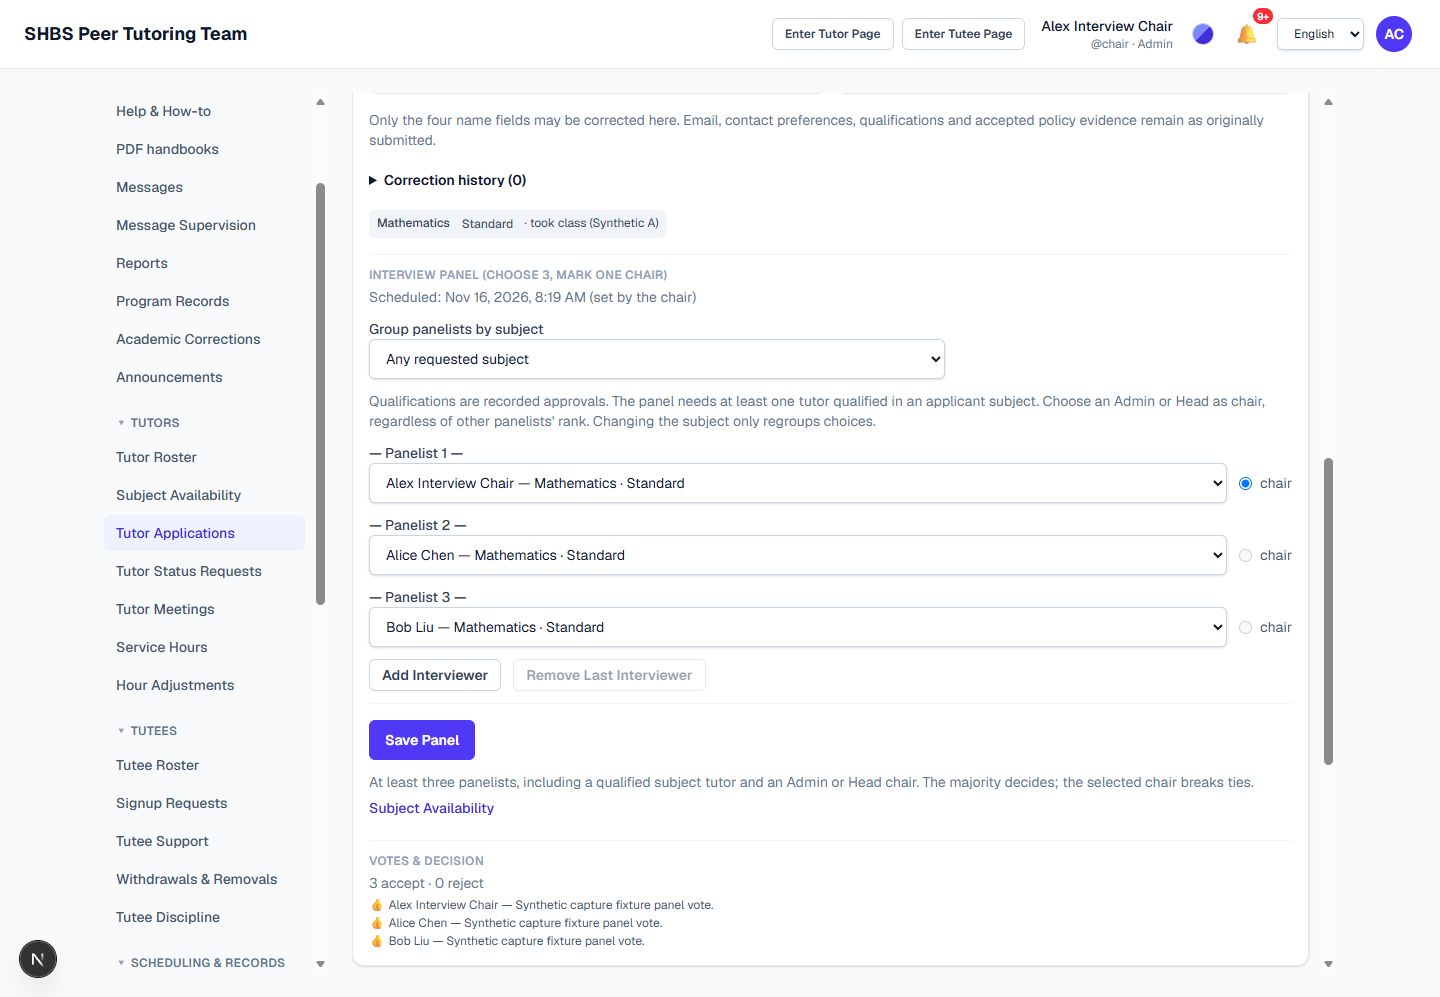 SHBS Peer Tutoring Team
Enter Tutor Page
Enter Tutee Page
Alex Interview Chair
@chair · Admin
9+
English
AC
Help & How-to
PDF handbooks
Messages
Message Supervision
Reports
Program Records
Academic Corrections
Announcements
TUTORS
Tutor Roster
Subject Availability
Tutor Applications
Tutor Status Requests
Tutor Meetings
Service Hours
Hour Adjustments
TUTEES
Tutee Roster
Signup Requests
Tutee Support
Withdrawals & Removals
Tutee Discipline
SCHEDULING & RECORDS
N
Only the four name fields may be corrected here. Email, contact preferences, qualifications and accepted policy evidence remain as originally
submitted.
Correction history (0)
Mathematics Standard · took class (Synthetic A)
INTERVIEW PANEL (CHOOSE 3, MARK ONE CHAIR)
Scheduled: Nov 16, 2026, 8:19 AM (set by the chair)
Group panelists by subject
Any requested subject
Qualifications are recorded approvals. The panel needs at least one tutor qualified in an applicant subject. Choose an Admin or Head as chair,
regardless of other panelists' rank. Changing the subject only regroups choices.
— Panelist 1 —
Alex Interview Chair — Mathematics · Standard
chair
— Panelist 2 —
Alice Chen — Mathematics · Standard
chair
— Panelist 3 —
Bob Liu — Mathematics · Standard
chair
Add Interviewer
Remove Last Interviewer
Save Panel
At least three panelists, including a qualified subject tutor and an Admin or Head chair. The majority decides; the selected chair breaks ties.
Subject Availability
VOTES & DECISION
3 accept · 0 reject
👍 Alex Interview Chair — Synthetic capture fixture panel vote.
👍 Alice Chen — Synthetic capture fixture panel vote.
👍 Bob Liu — Synthetic capture fixture panel vote.